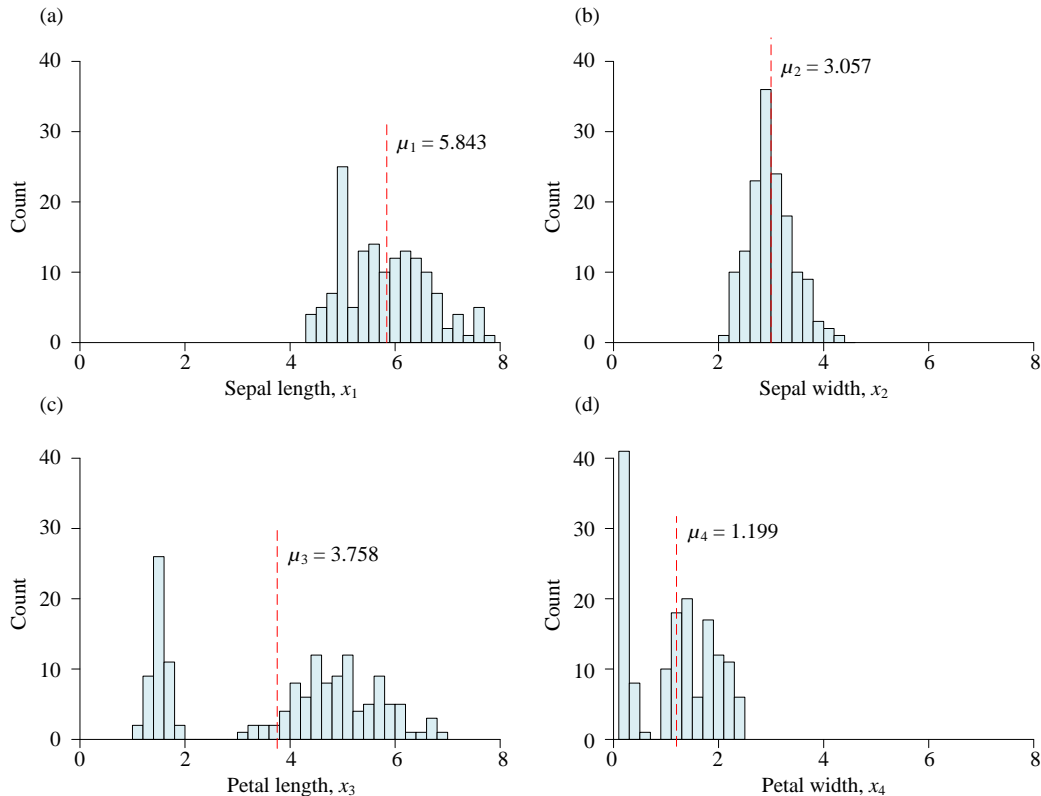 (a)
40
30
20
10
0
Count
μ1 = 5.843
0 2 4 6 8
Sepal length, x1
(b)
40
30
20
10
0
Count
μ2 = 3.057
0 2 4 6 8
Sepal width, x2
(c)
40
30
20
10
0
Count
μ3 = 3.758
0 2 4 6 8
Petal length, x3
(d)
40
30
20
10
0
Count
μ4 = 1.199
0 2 4 6 8
Petal width, x4